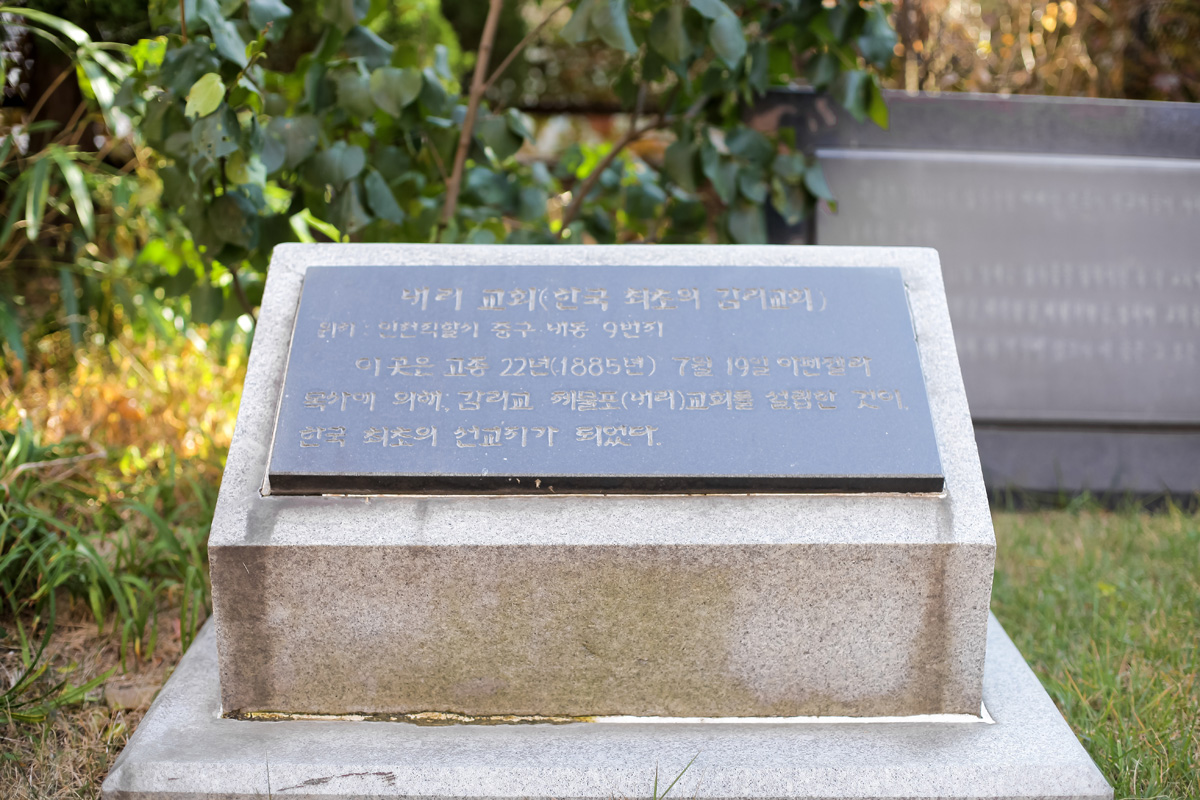 내리 교회(한국 최초의 감리교회)
위치 : 인천직할시 중구 내동 9번지
이 곳은 고종 22년(1885년) 7월 19일 아펜젤러
목사에 의해, 감리교 제물포(내리)교회를 설립한 것이,
한국 최초의 선교지가 되었다.